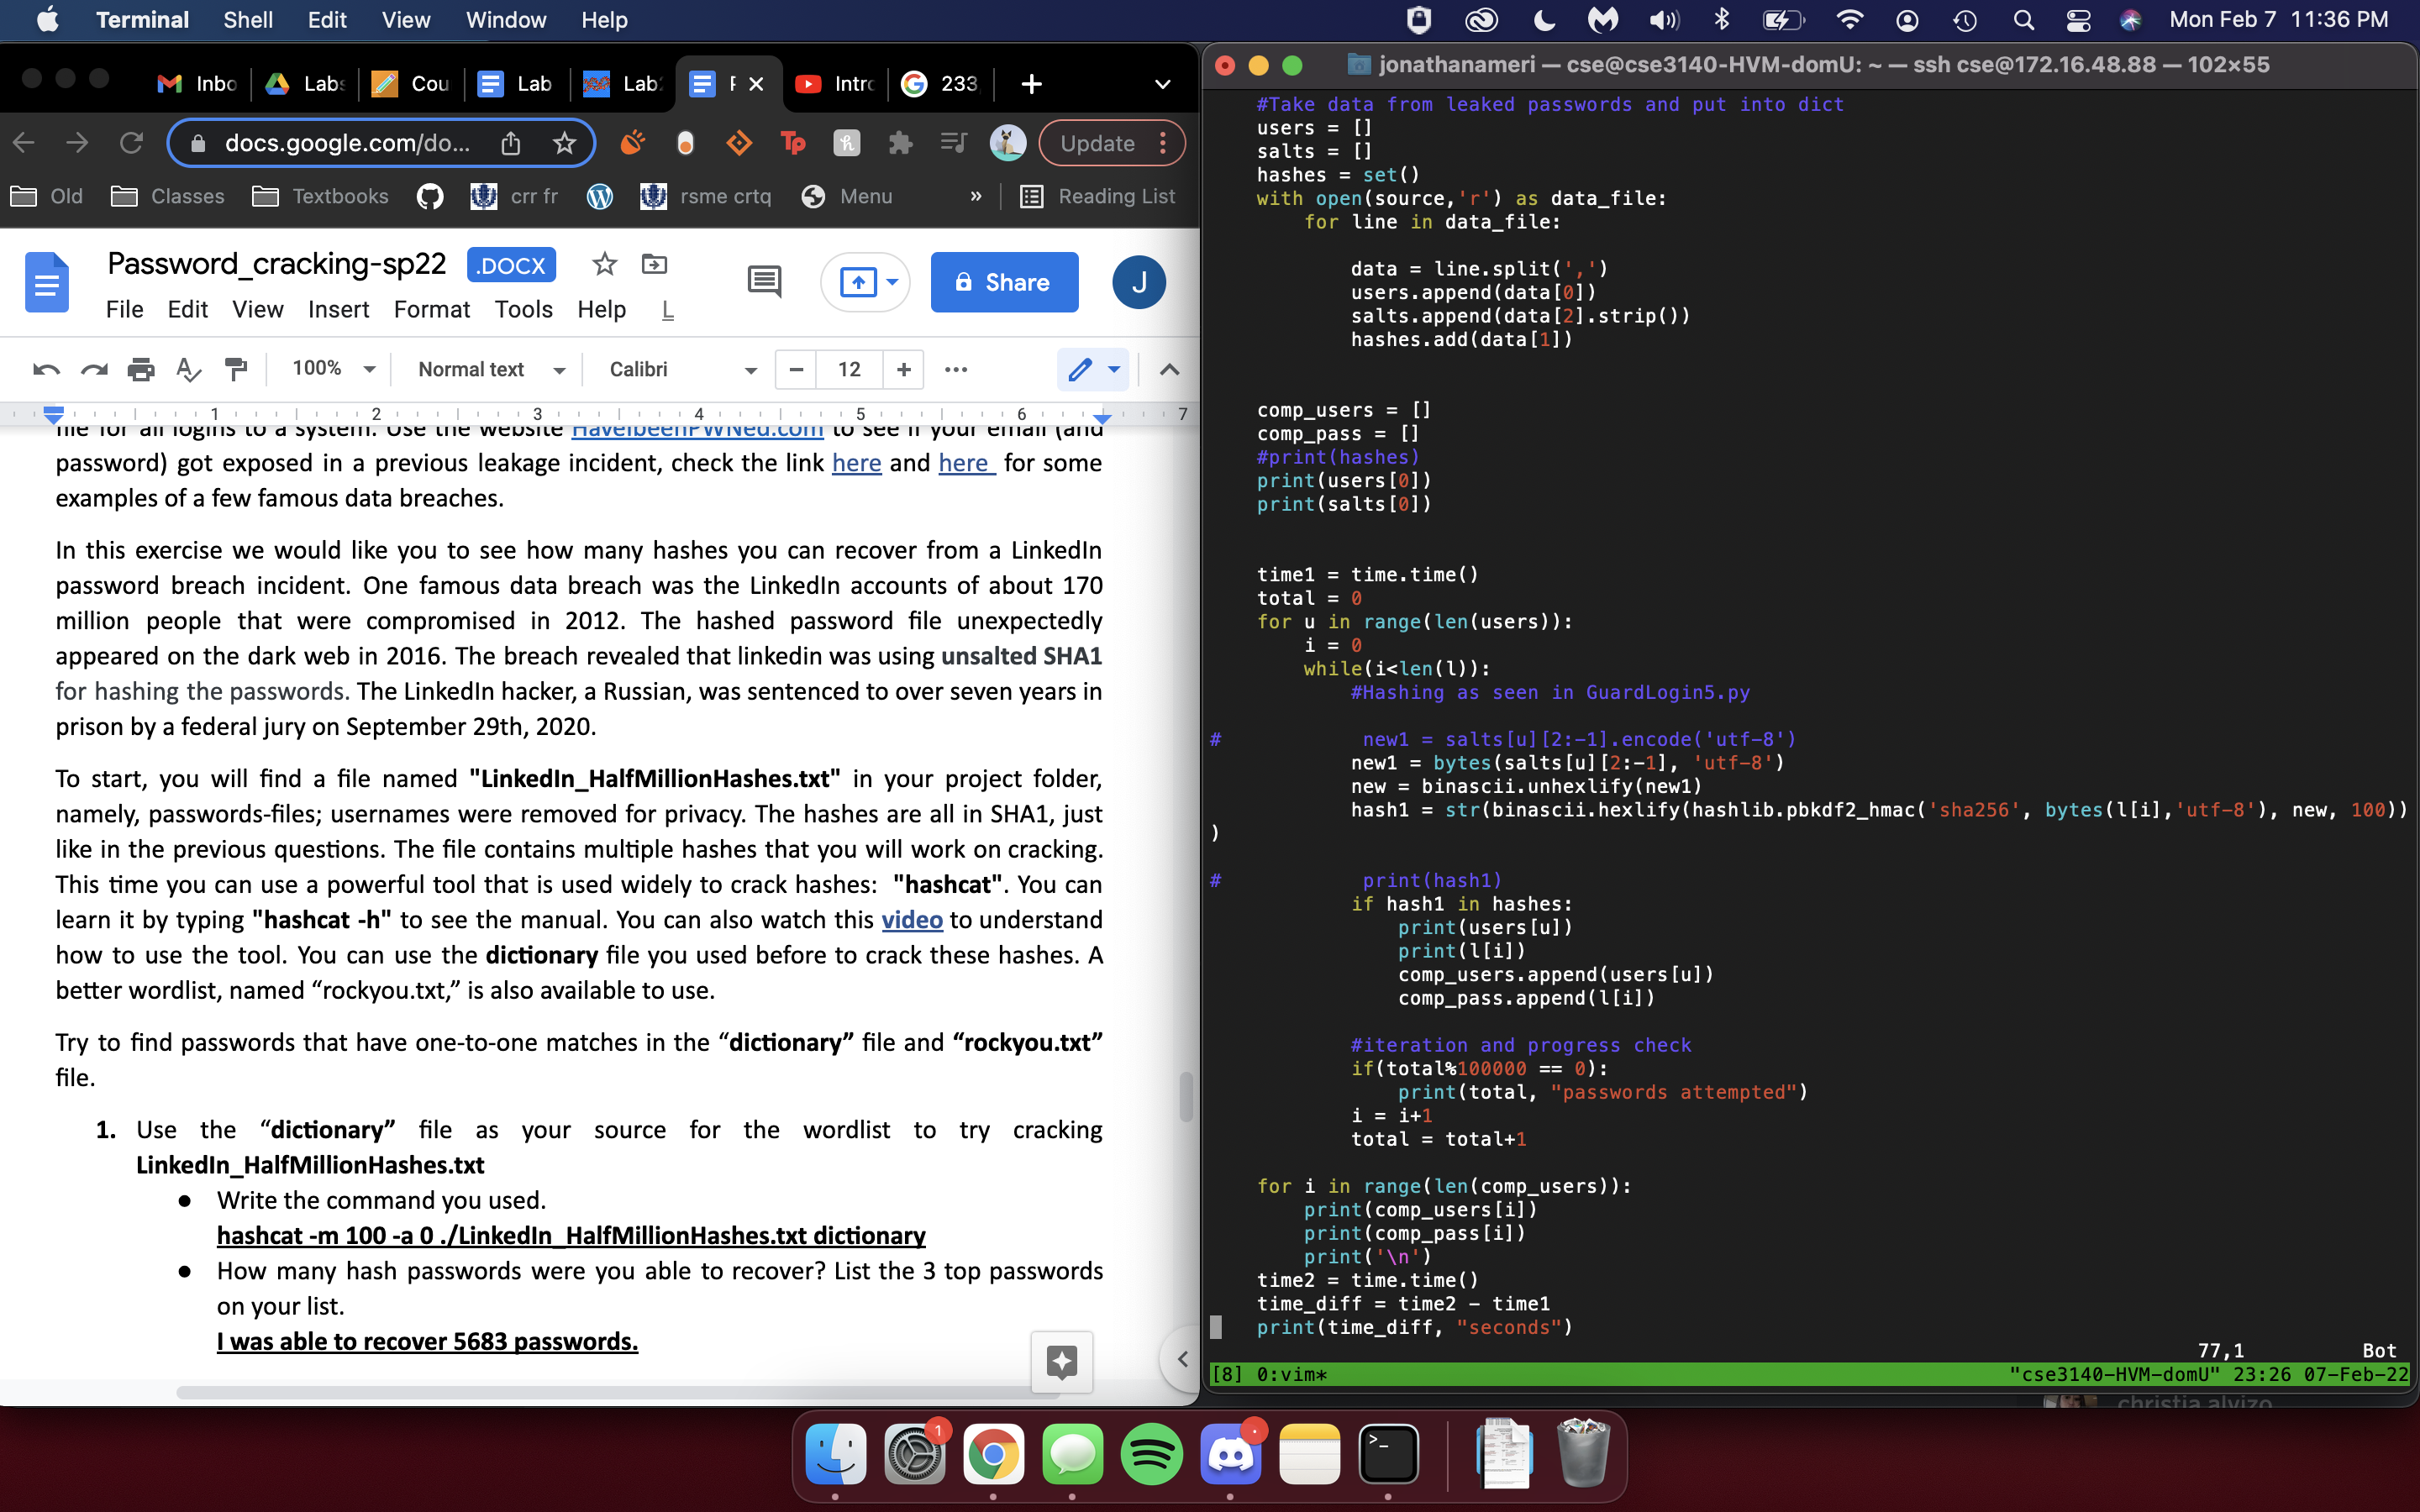 Terminal Shell Edit View Window Help Mon Feb 7 11:36 PM
Inbo Labs Cou Lab Lab2 Intro 233
docs.google.com/do... Tp h Update
Old Classes Textbooks crr fr rsme crtq Menu » Reading List
Password_cracking-sp22 .DOCX Share J
File Edit View Insert Format Tools Help L
100% Normal text Calibri 12
1 2 3 4 5 6 7
file for all logins to a system. Use the website HaveIbeenPWNed.com to see if your email (and
password) got exposed in a previous leakage incident, check the link here and here for some
examples of a few famous data breaches.
In this exercise we would like you to see how many hashes you can recover from a LinkedIn
password breach incident. One famous data breach was the LinkedIn accounts of about 170
million people that were compromised in 2012. The hashed password file unexpectedly
appeared on the dark web in 2016. The breach revealed that linkedin was using unsalted SHA1
for hashing the passwords. The LinkedIn hacker, a Russian, was sentenced to over seven years in
prison by a federal jury on September 29th, 2020.
To start, you will find a file named "LinkedIn_HalfMillionHashes.txt" in your project folder,
namely, passwords-files; usernames were removed for privacy. The hashes are all in SHA1, just
like in the previous questions. The file contains multiple hashes that you will work on cracking.
This time you can use a powerful tool that is used widely to crack hashes: "hashcat". You can
learn it by typing "hashcat -h" to see the manual. You can also watch this video to understand
how to use the tool. You can use the dictionary file you used before to crack these hashes. A
better wordlist, named “rockyou.txt,” is also available to use.
Try to find passwords that have one-to-one matches in the “dictionary” file and “rockyou.txt”
file.
1. Use the “dictionary” file as your source for the wordlist to try cracking
LinkedIn_HalfMillionHashes.txt
● Write the command you used.
hashcat -m 100 -a 0 ./LinkedIn_HalfMillionHashes.txt dictionary
● How many hash passwords were you able to recover? List the 3 top passwords
on your list.
I was able to recover 5683 passwords.
jonathanameri — cse@cse3140-HVM-domU: ~ — ssh cse@172.16.48.88 — 102×55
#Take data from leaked passwords and put into dict
users = []
salts = []
hashes = set()
with open(source,'r') as data_file:
for line in data_file:
data = line.split(',')
users.append(data[0])
salts.append(data[2].strip())
hashes.add(data[1])
comp_users = []
comp_pass = []
#print(hashes)
print(users[0])
print(salts[0])
time1 = time.time()
total = 0
for u in range(len(users)):
i = 0
while(i<len(l)):
#Hashing as seen in GuardLogin5.py
# new1 = salts[u][2:-1].encode('utf-8')
new1 = bytes(salts[u][2:-1], 'utf-8')
new = binascii.unhexlify(new1)
hash1 = str(binascii.hexlify(hashlib.pbkdf2_hmac('sha256', bytes(l[i],'utf-8'), new, 100))
)
# print(hash1)
if hash1 in hashes:
print(users[u])
print(l[i])
comp_users.append(users[u])
comp_pass.append(l[i])
#iteration and progress check
if(total%100000 == 0):
print(total, "passwords attempted")
i = i+1
total = total+1
for i in range(len(comp_users)):
print(comp_users[i])
print(comp_pass[i])
print('\n')
time2 = time.time()
time_diff = time2 - time1
print(time_diff, "seconds")
77,1 Bot
[8] 0:vim* "cse3140-HVM-domU" 23:26 07-Feb-22
christia alvizo
1